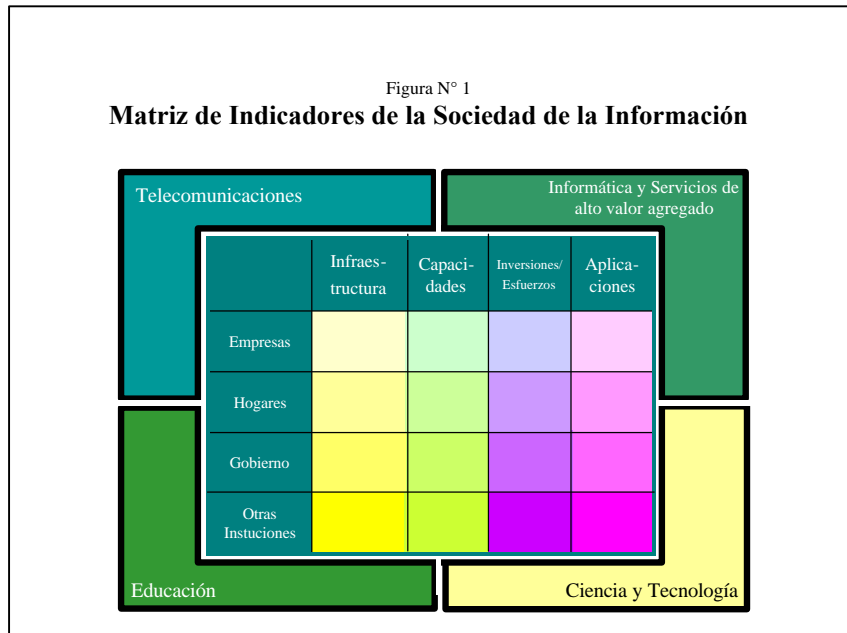 Figura N° 1
Matriz de Indicadores de la Sociedad de la Información
Telecomunicaciones
Informática y Servicios de
alto valor agregado
Infraes-
tructura
Capaci-
dades
Inversiones/
Esfuerzos
Aplica-
ciones
Empresas
Hogares
Gobierno
Otras
Instuciones
Educación
Ciencia y Tecnología